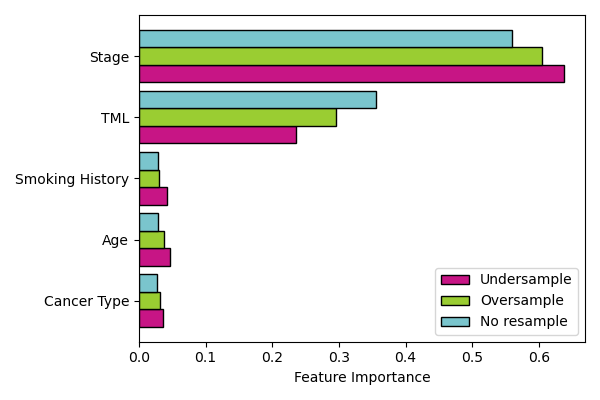 Stage
TML
Smoking History
Age
Cancer Type
Undersample
Oversample
No resample
0.0 0.1 0.2 0.3 0.4 0.5 0.6
Feature Importance